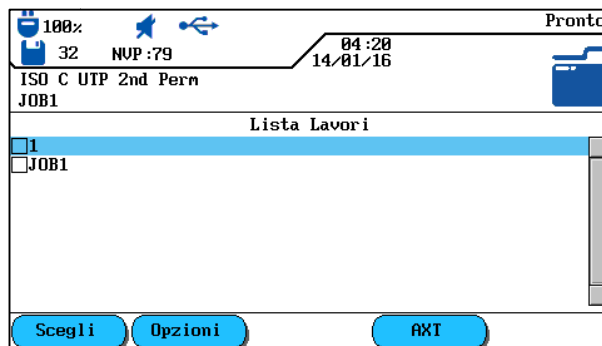 100% Pronto
32 NVP:79 04:20
14/01/16
ISO C UTP 2nd Perm
JOB1
Lista Lavori
1
JOB1
Scegli Opzioni AXT